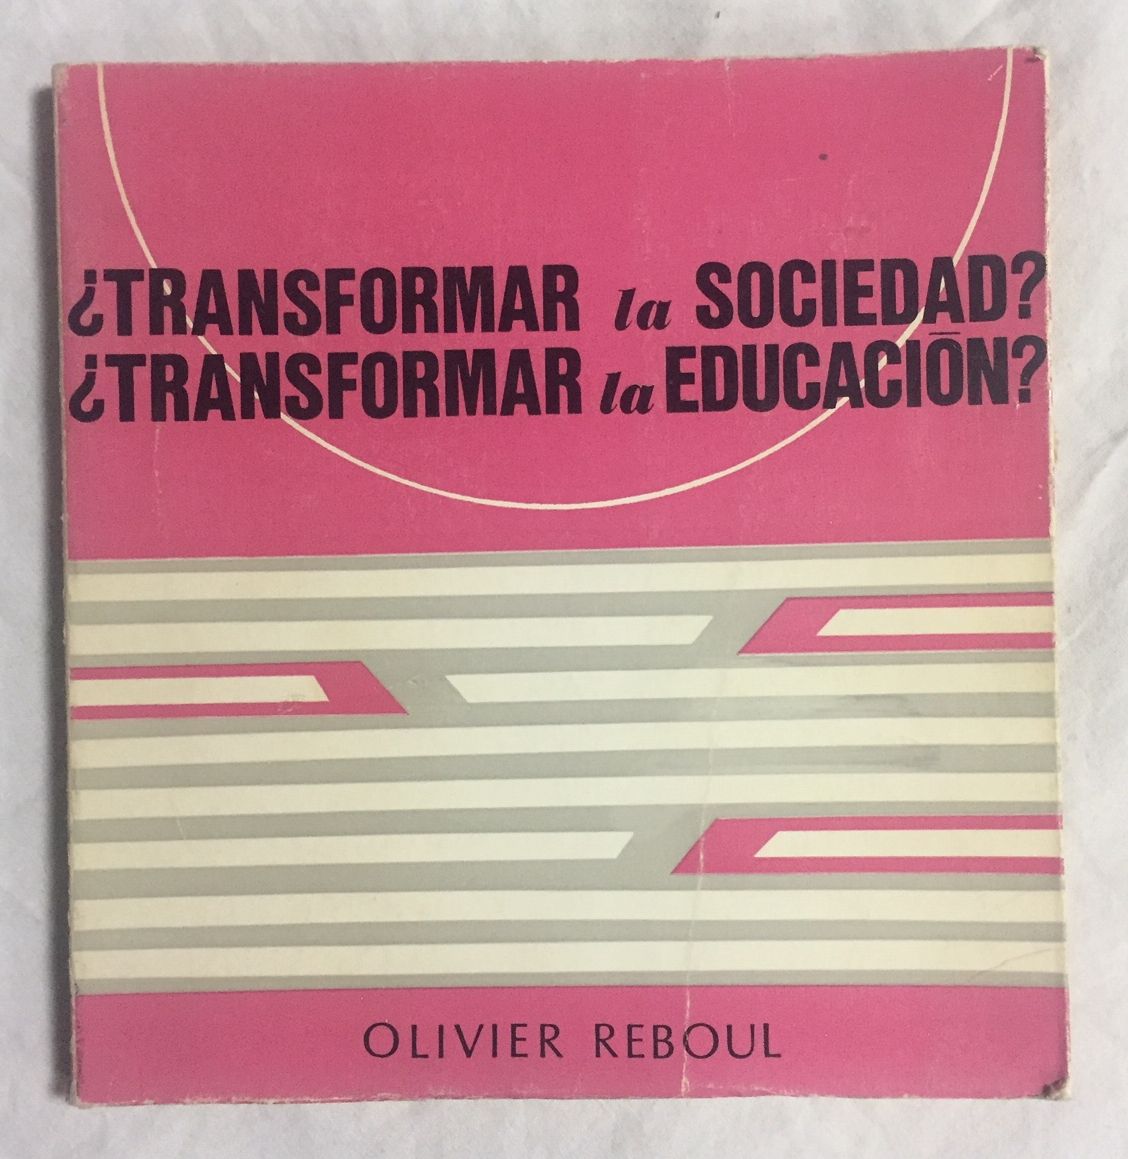 ¿TRANSFORMAR la SOCIEDAD?
¿TRANSFORMAR la EDUCACIÓN?
OLIVIER REBOUL